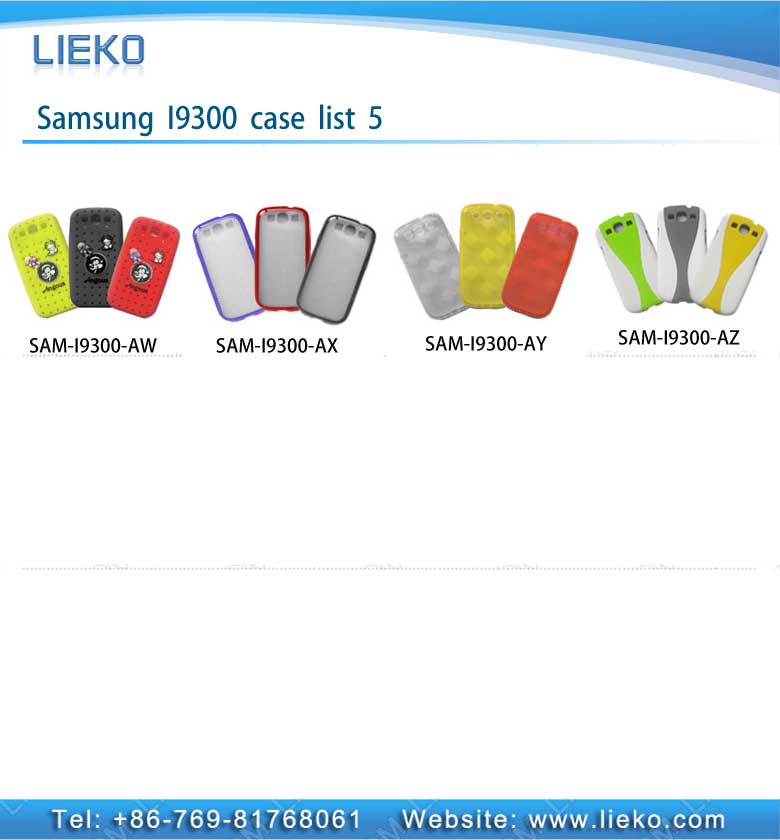 LIEKO
Samsung I9300 case list 5
SAM-I9300-AW
SAM-I9300-AX
SAM-I9300-AY
SAM-I9300-AZ
Tel: +86-769-81768061 Website: www.lieko.com